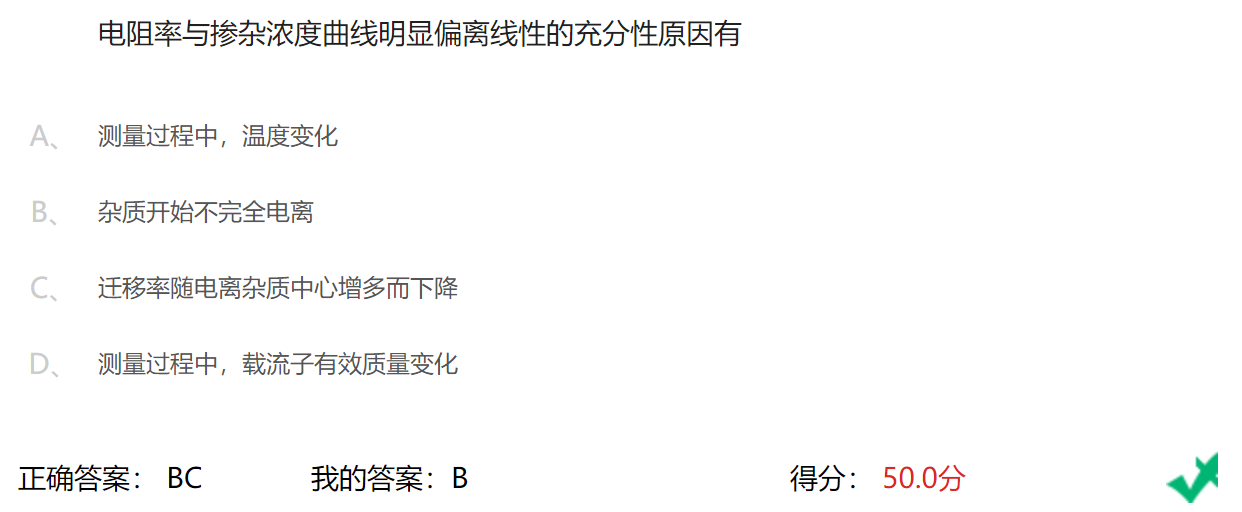 电阻率与掺杂浓度曲线明显偏离线性的充分性原因有
A、 测量过程中，温度变化
B、 杂质开始不完全电离
C、 迁移率随电离杂质中心增多而下降
D、 测量过程中，载流子有效质量变化
正确答案： BC 我的答案：B 得分： 50.0分